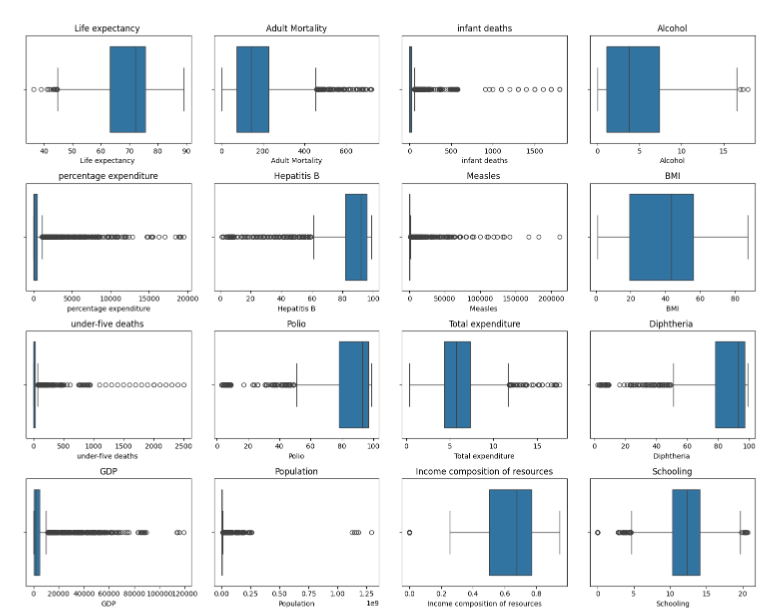 Life expectancy Adult Mortality infant deaths Alcohol
40 50 60 70 80 90 0 200 400 600 0 500 1000 1500 0 5 10 15
Life expectancy Adult Mortality infant deaths Alcohol
percentage expenditure Hepatitis B Measles BMI
0 5000 10000 15000 20000 0 20 40 60 80 100 0 50000 100000 150000 200000 0 20 40 60 80
percentage expenditure Hepatitis B Measles BMI
under-five deaths Polio Total expenditure Diphtheria
0 500 1000 1500 2000 2500 0 20 40 60 80 100 0 5 10 15 0 20 40 60 80 100
under-five deaths Polio Total expenditure Diphtheria
GDP Population Income composition of resources Schooling
0 20000 40000 60000 80000 100000 120000 0.00 0.25 0.50 0.75 1.00 1.25 0.0 0.2 0.4 0.6 0.8 0 5 10 15 20
1e9
GDP Population Income composition of resources Schooling